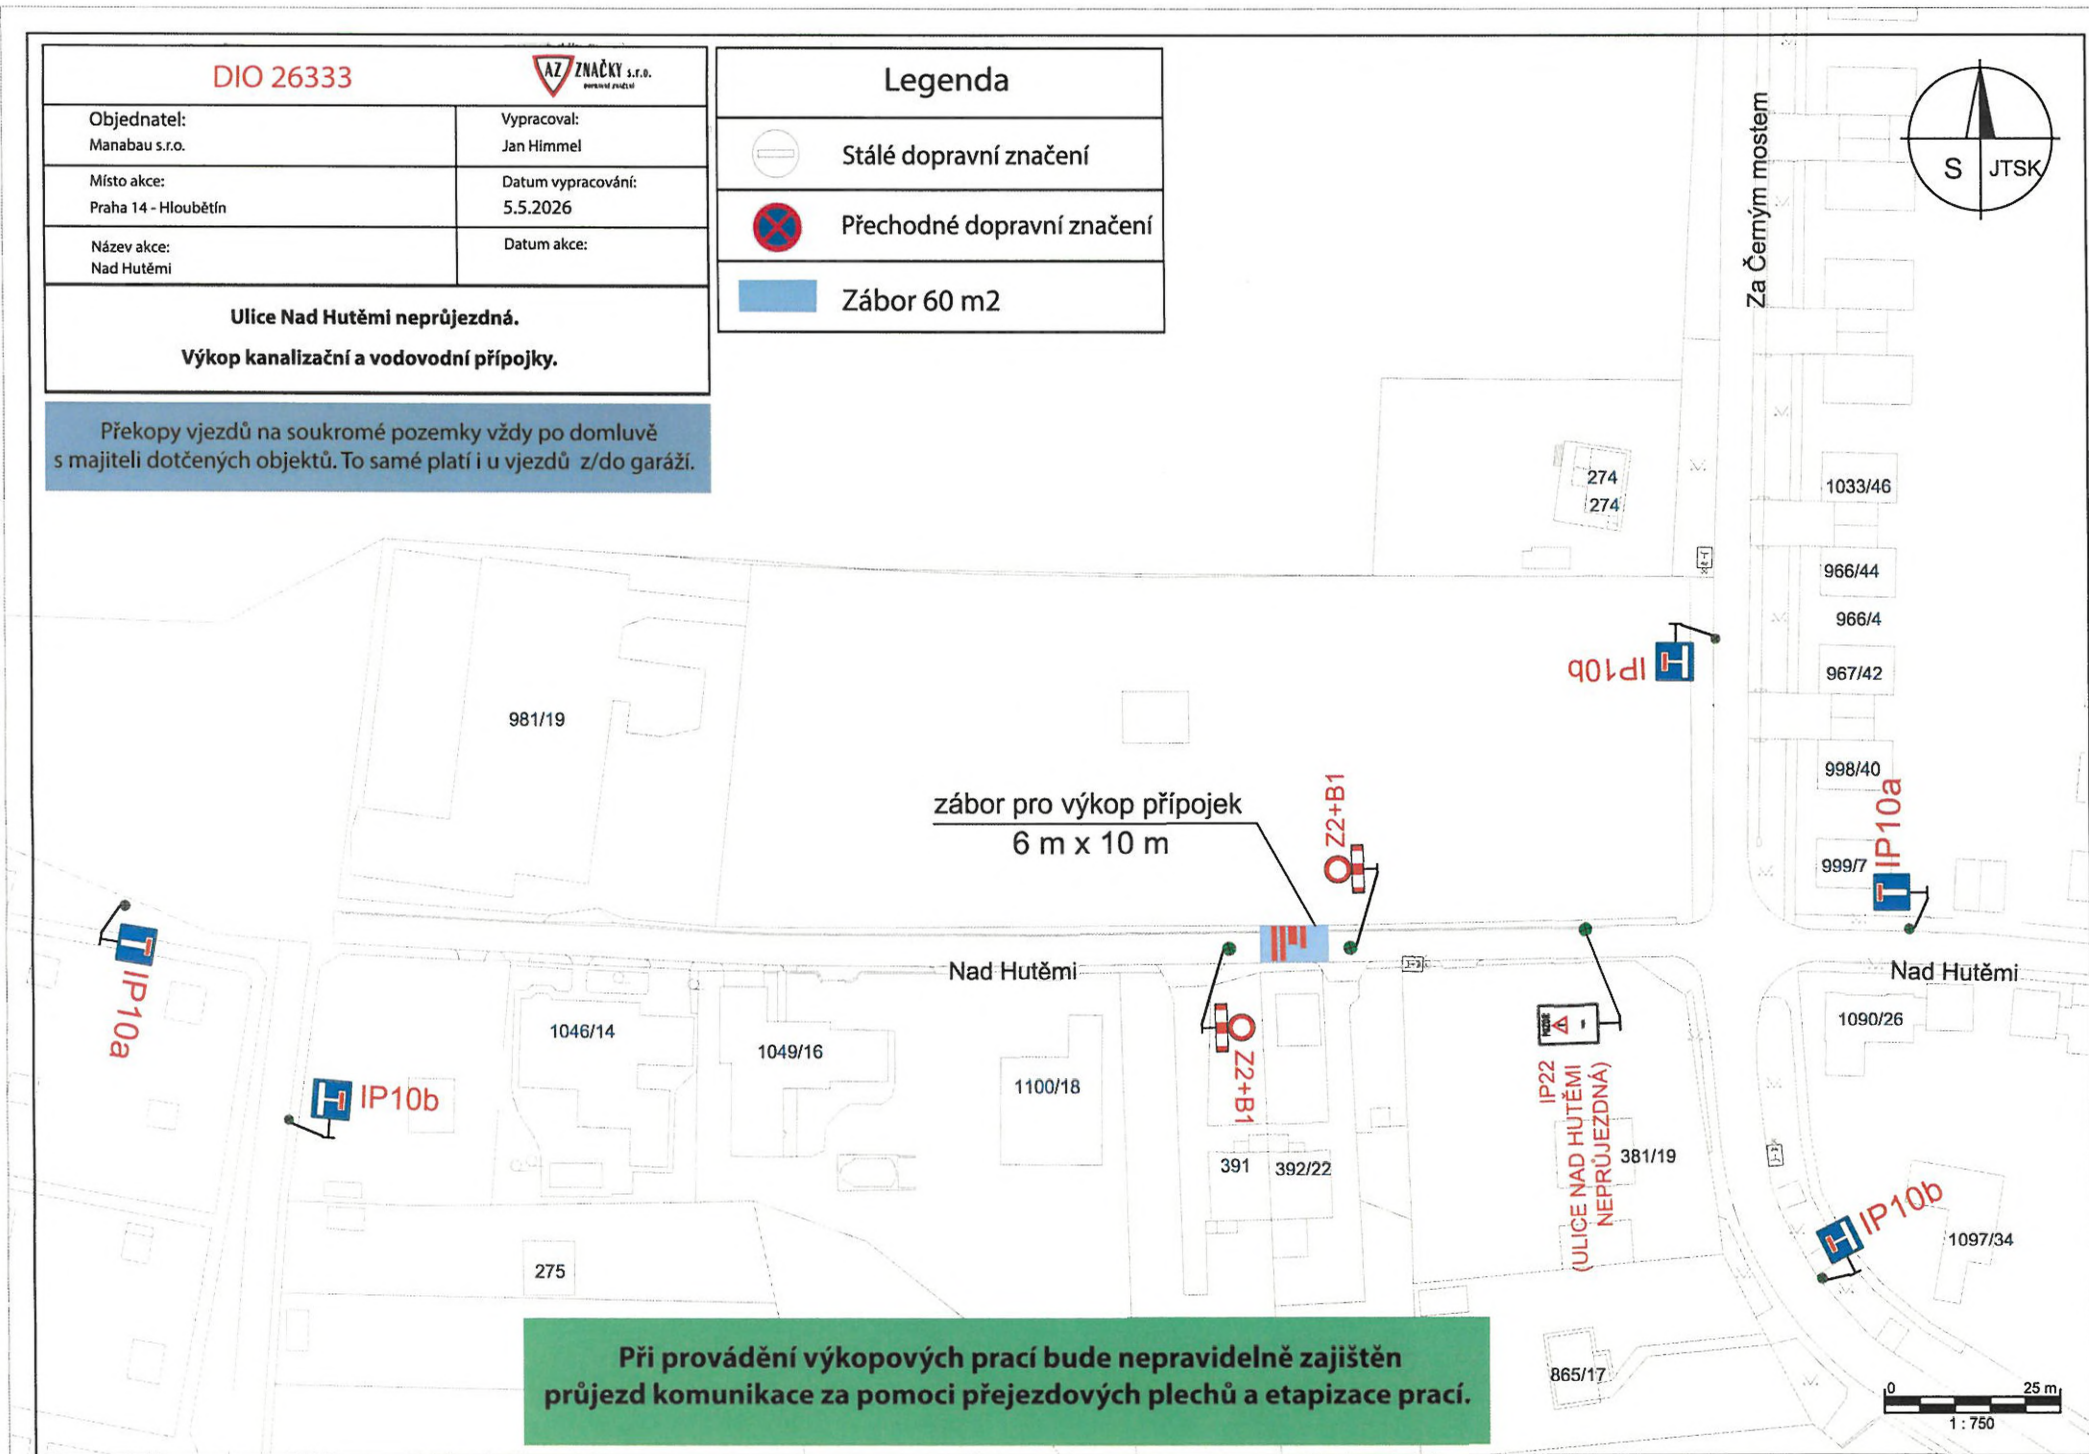 DIO 26333
AZ ZNAČKY s.r.o.
Objednatel:
Manabau s.r.o.
Vypracoval:
Jan Himmel
Místo akce:
Praha 14 - Hloubětín
Datum vypracování:
5.5.2026
Název akce:
Nad Hutěmi
Datum akce:
Ulice Nad Hutěmi neprůjezdná.
Výkop kanalizační a vodovodní přípojky.
Překopy vjezdů na soukromé pozemky vždy po domluvě
s majiteli dotčených objektů. To samé platí i u vjezdů z/do garáží.
Legenda
Stálé dopravní značení
Přechodné dopravní značení
Zábor 60 m2
Za Černým mostem
S JTSK
274
274
1033/46
966/44
966/4
967/42
998/40
999/7
IP10b
IP10a
981/19
zábor pro výkop přípojek
6 m x 10 m
Z2+B1
Nad Hutěmi
Nad Hutěmi
IP10a
IP10b
1046/14
1049/16
1100/18
Z2+B1
391
392/22
POZOR
IP22
(ULICE NAD HUTĚMI
NEPRŮJEZDNÁ)
381/19
1090/26
IP10b
1097/34
275
865/17
Při provádění výkopových prací bude nepravidelně zajištěn
průjezd komunikace za pomoci přejezdových plechů a etapizace prací.
0 25 m
1 : 750